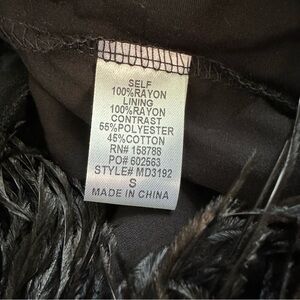 SELF
100%RAYON
LINING
100%RAYON
CONTRAST
55%POLYESTER
45%COTTON
RN# 158788
PO# 602563
STYLE# MD3192
S
MADE IN CHINA